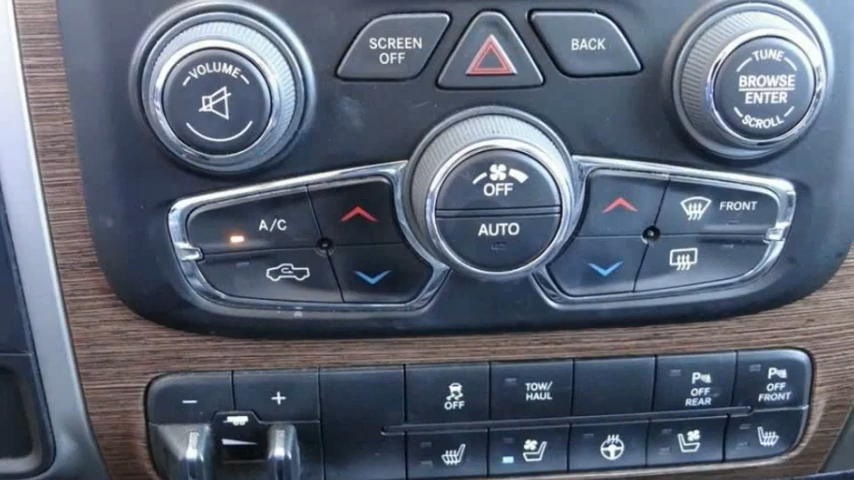 SCREEN
OFF
BACK
VOLUME
TUNE
BROWSE
ENTER
SCROLL
OFF
AUTO
A/C
FRONT
- +
OFF
TOW/
HAUL
P
OFF
REAR
P
OFF
FRONT